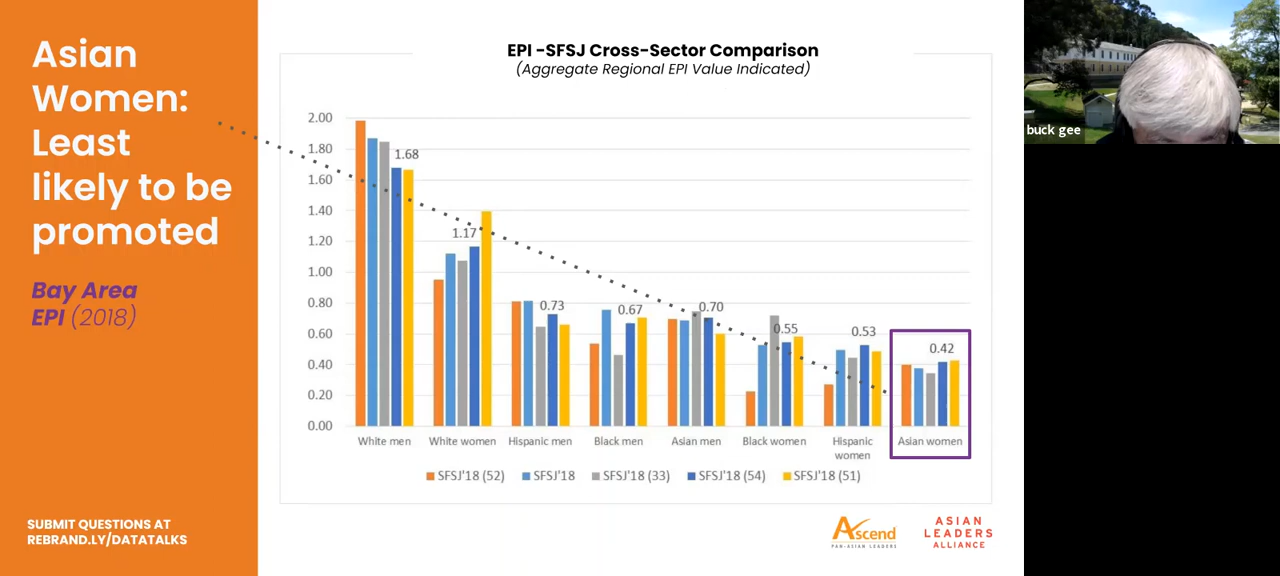 Asian
Women:
Least
likely to be
promoted
Bay Area
EPI (2018)
SUBMIT QUESTIONS AT
REBRAND.LY/DATATALKS
EPI -SFSJ Cross-Sector Comparison
(Aggregate Regional EPI Value Indicated)
2.00
1.80
1.60
1.40
1.20
1.00
0.80
0.60
0.40
0.20
0.00
1.68
1.17
0.73
0.67
0.70
0.55
0.53
0.42
White men
White women
Hispanic men
Black men
Asian men
Black women
Hispanic
women
Asian women
SFSJ'18 (52)
SFSJ'18
SFSJ'18 (33)
SFSJ'18 (54)
SFSJ'18 (51)
Ascend
PAN-ASIAN LEADERS
ASIAN
LEADERS
ALLIANCE
buck gee